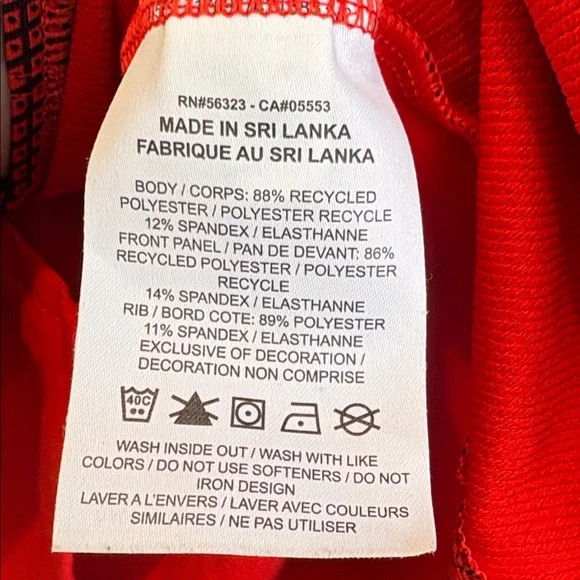 RN#56323 - CA#05553
MADE IN SRI LANKA
FABRIQUE AU SRI LANKA
BODY / CORPS: 88% RECYCLED
POLYESTER / POLYESTER RECYCLE
12% SPANDEX / ELASTHANNE
FRONT PANEL / PAN DE DEVANT: 86%
RECYCLED POLYESTER / POLYESTER
RECYCLE
14% SPANDEX / ELASTHANNE
RIB / BORD COTE: 89% POLYESTER
11% SPANDEX / ELASTHANNE
EXCLUSIVE OF DECORATION /
DECORATION NON COMPRISE
40C
WASH INSIDE OUT / WASH WITH LIKE
COLORS / DO NOT USE SOFTENERS / DO NOT
IRON DESIGN
LAVER A L'ENVERS / LAVER AVEC COULEURS
SIMILAIRES / NE PAS UTILISER